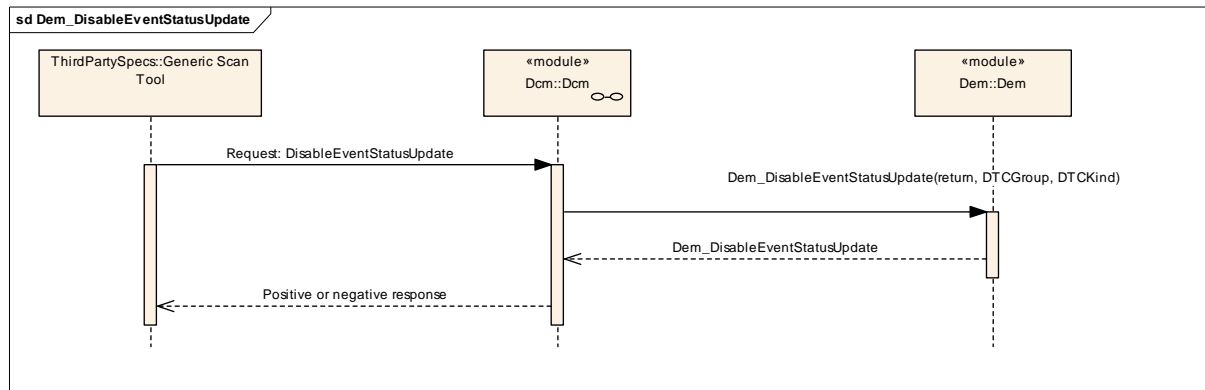 sd Dem_DisableEventStatusUpdate
ThirdPartySpecs::Generic Scan
Tool
«module»
Dcm::Dcm
«module»
Dem::Dem
Request: DisableEventStatusUpdate
Dem_DisableEventStatusUpdate(return, DTCGroup, DTCKind)
Dem_DisableEventStatusUpdate
Positive or negative response